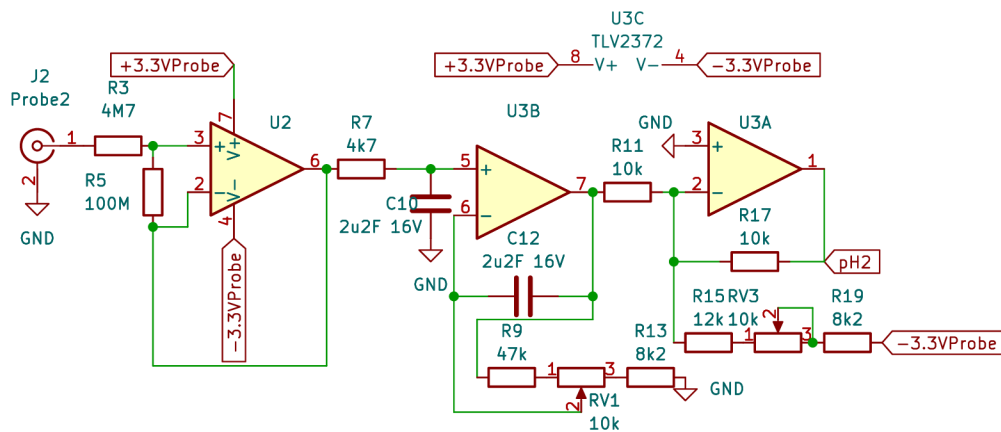 U3C
TLV2372
+3.3VProbe
8
V+
V-
4
-3.3VProbe
+3.3VProbe
J2
Probe2
R3
4M7
1
2
GND
R5
100M
U2
7
3
+
V+
2
-
V-
4
6
-3.3VProbe
R7
4k7
C10
2u2F 16V
GND
U3B
5
+
6
-
7
C12
2u2F 16V
R9
47k
1
3
2
RV1
10k
R13
8k2
GND
R11
10k
GND
U3A
3
+
2
-
1
R17
10k
pH2
R15
12k
RV3
10k
1
2
3
R19
8k2
-3.3VProbe